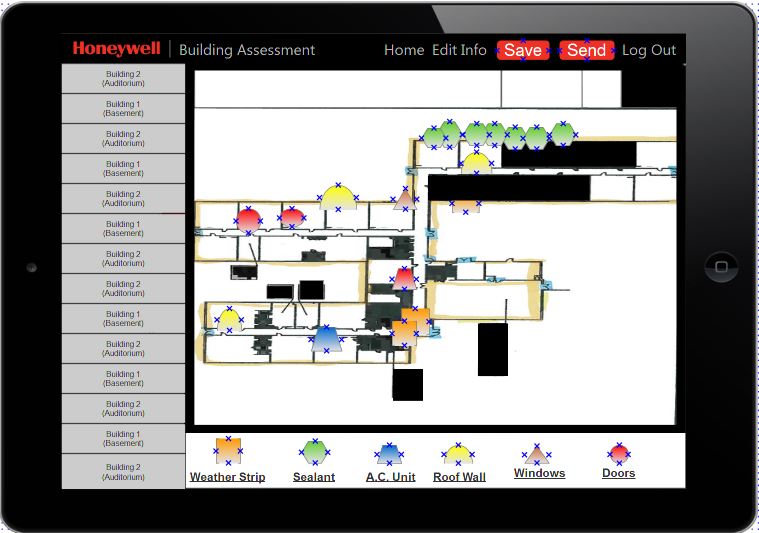 Honeywell Building Assessment Home Edit Info Save Send Log Out
Building 2
(Auditorium)
Building 1
(Basement)
Building 2
(Auditorium)
Building 1
(Basement)
Building 2
(Auditorium)
Building 1
(Basement)
Building 2
(Auditorium)
Building 2
(Auditorium)
Building 1
(Basement)
Building 2
(Auditorium)
Building 1
(Basement)
Building 2
(Auditorium)
Building 1
(Basement)
Building 2
(Auditorium)
Weather Strip Sealant A.C. Unit Roof Wall Windows Doors